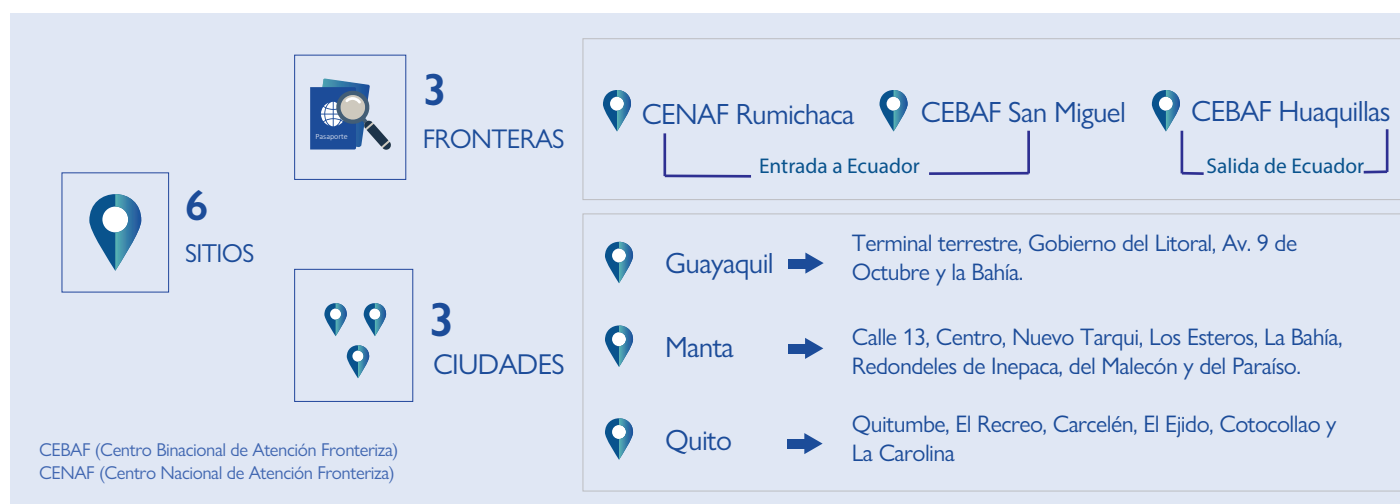 6
SITIOS
Pasaporte
3
FRONTERAS
CENAF Rumichaca
CEBAF San Miguel
CEBAF Huaquillas
Entrada a Ecuador
Salida de Ecuador
3
CIUDADES
Guayaquil
Terminal terrestre, Gobierno del Litoral, Av. 9 de
Octubre y la Bahía.
Manta
Calle 13, Centro, Nuevo Tarqui, Los Esteros, La Bahía,
Redondeles de Inepaca, del Malecón y del Paraíso.
Quito
Quitumbe, El Recreo, Carcelén, El Ejido, Cotocollao y
La Carolina
CEBAF (Centro Binacional de Atención Fronteriza)
CENAF (Centro Nacional de Atención Fronteriza)